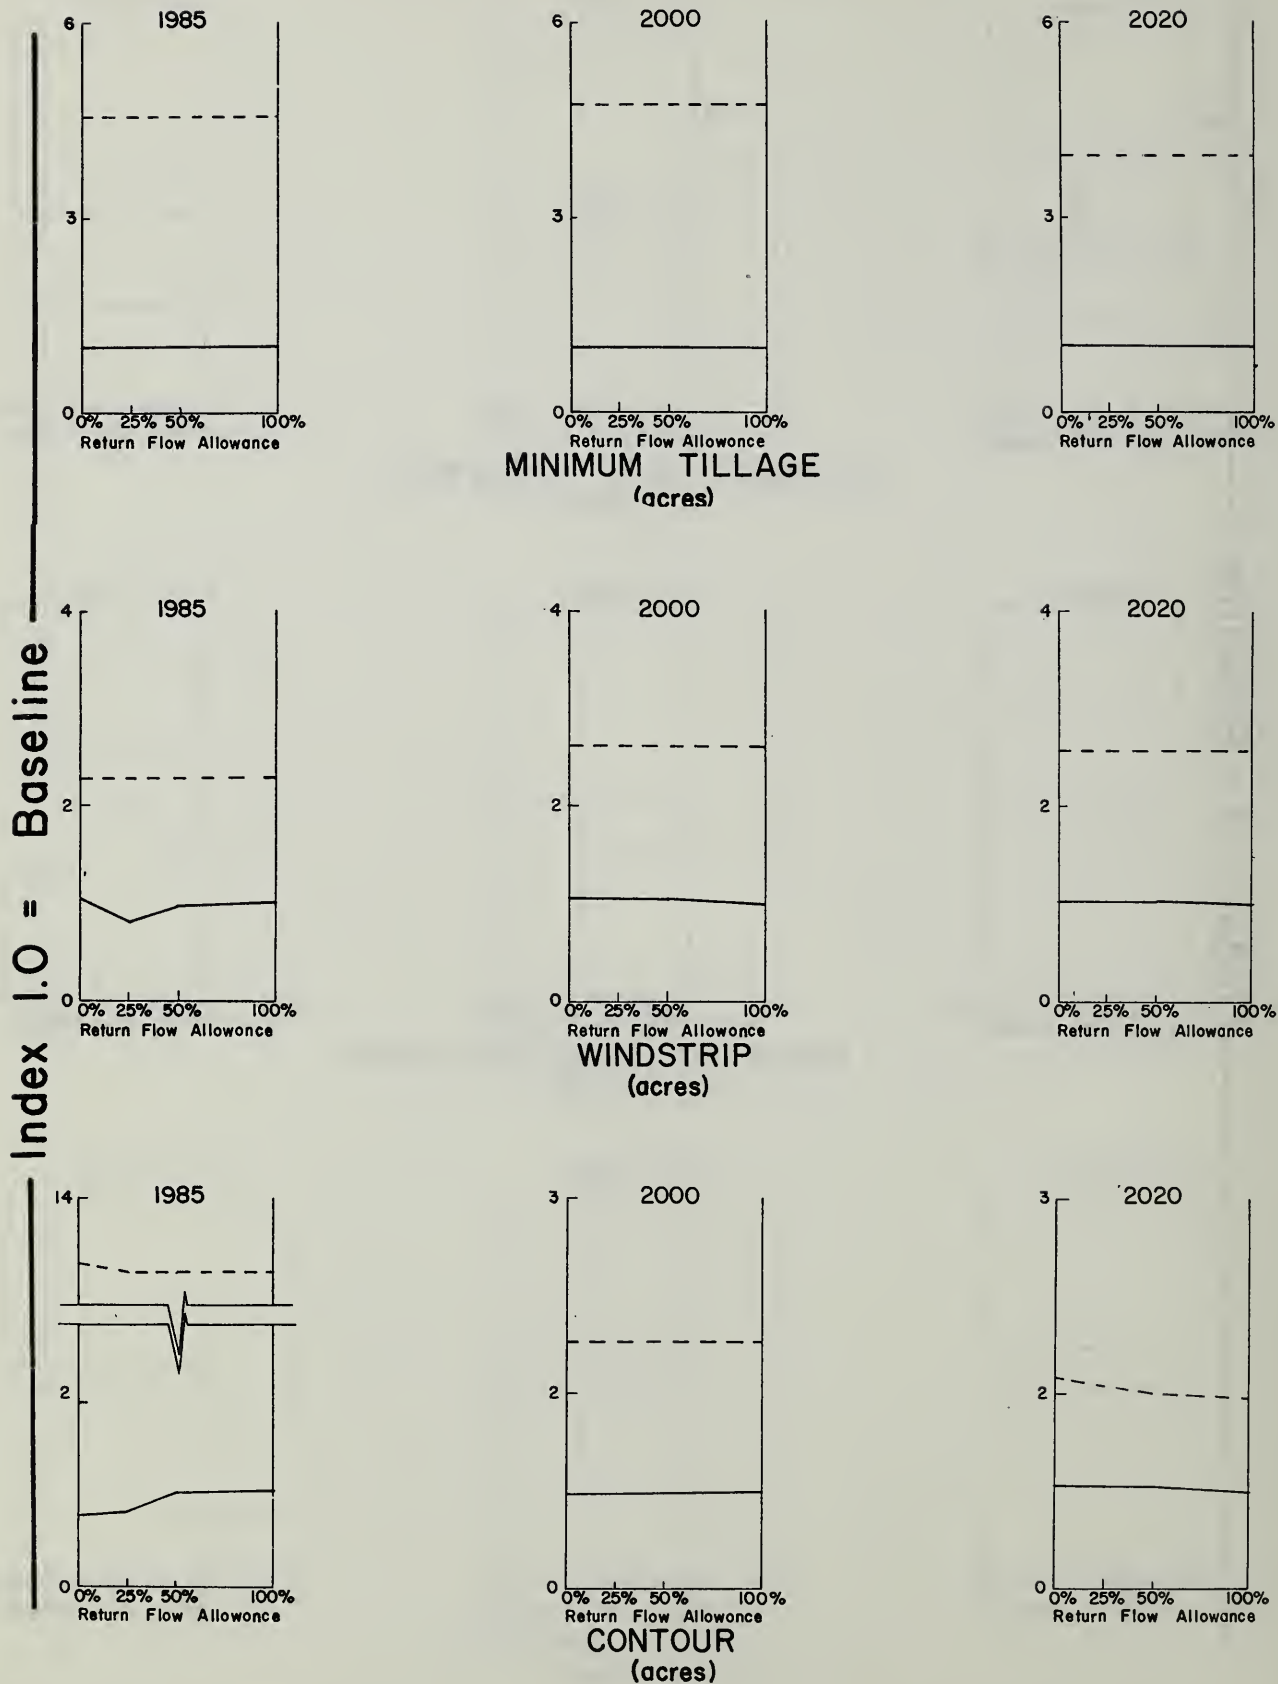 Index 1.0 = Baseline
6
3
0
1985
0% 25% 50% 100%
Return Flow Allowance
6
3
0
2000
0% 25% 50% 100%
Return Flow Allowonce
6
3
0
2020
0% 25% 50% 100%
Return Flow Allowance
MINIMUM TILLAGE
(acres)
4
2
0
1985
0% 25% 50% 100%
Return Flow Allowonce
4
2
0
2000
0% 25% 50% 100%
Return Flow Allowonce
4
2
0
2020
0% 25% 50% 100%
Return Flow Allowance
WINDSTRIP
(acres)
14
2
0
1985
0% 25% 50% 100%
Return Flow Allowonce
3
2
0
2000
0% 25% 50% 100%
Return Flow Allowonce
3
2
0
2020
0% 25% 50% 100%
Return Flow Allowance
CONTOUR
(acres)